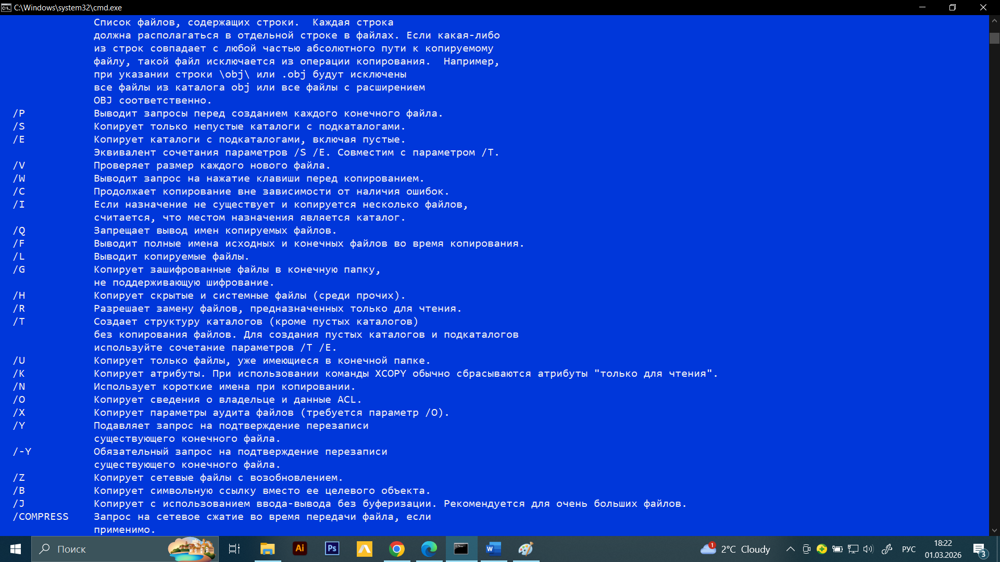 C:\Windows\system32\cmd.exe
Список файлов, содержащих строки.  Каждая строка
должна располагаться в отдельной строке в файлах. Если какая-либо
из строк совпадает с любой частью абсолютного пути к копируемому
файлу, такой файл исключается из операции копирования.  Например,
при указании строки \obj\ или .obj будут исключены
все файлы из каталога obj или все файлы с расширением
OBJ соответственно.
/P           Выводит запросы перед созданием каждого конечного файла.
/S           Копирует только непустые каталоги с подкаталогами.
/E           Копирует каталоги с подкаталогами, включая пустые.
Эквивалент сочетания параметров /S /E. Совместим с параметром /T.
/V           Проверяет размер каждого нового файла.
/W           Выводит запрос на нажатие клавиши перед копированием.
/C           Продолжает копирование вне зависимости от наличия ошибок.
/I           Если назначение не существует и копируется несколько файлов,
считается, что местом назначения является каталог.
/Q           Запрещает вывод имен копируемых файлов.
/F           Выводит полные имена исходных и конечных файлов во время копирования.
/L           Выводит копируемые файлы.
/G           Копирует зашифрованные файлы в конечную папку,
не поддерживающую шифрование.
/H           Копирует скрытые и системные файлы (среди прочих).
/R           Разрешает замену файлов, предназначенных только для чтения.
/T           Создает структуру каталогов (кроме пустых каталогов)
без копирования файлов. Для создания пустых каталогов и подкаталогов
используйте сочетание параметров /T /E.
/U           Копирует только файлы, уже имеющиеся в конечной папке.
/K           Копирует атрибуты. При использовании команды XCOPY обычно сбрасываются атрибуты "только для чтения".
/N           Использует короткие имена при копировании.
/O           Копирует сведения о владельце и данные ACL.
/X           Копирует параметры аудита файлов (требуется параметр /O).
/Y           Подавляет запрос на подтверждение перезаписи
существующего конечного файла.
/-Y          Обязательный запрос на подтверждение перезаписи
существующего конечного файла.
/Z           Копирует сетевые файлы с возобновлением.
/B           Копирует символьную ссылку вместо ее целевого объекта.
/J           Копирует с использованием ввода-вывода без буферизации. Рекомендуется для очень больших файлов.
/COMPRESS    Запрос на сетевое сжатие во время передачи файла, если
применимо.
Поиск
Ai
Ps
W
1
2°C Cloudy
РУС
18:22
01.03.2026
3